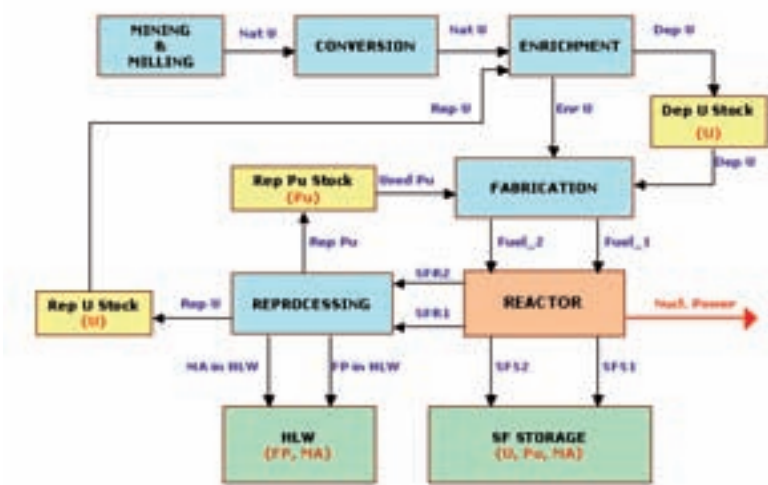 MINING
&
MILLING
Nat U
CONVERSION
Nat U
ENRICHMENT
Dep U
Rep U
Enr U
Dep U Stock
(U)
Dep U
Rep Pu Stock
(Pu)
Used Pu
FABRICATION
Rep Pu
Fuel_2
Fuel_1
Rep U Stock
(U)
Rep U
REPROCESSING
SFR2
SFR1
REACTOR
Nucl. Power
MA in HLW
FP in HLW
SFS2
SFS1
HLW
(FP, MA)
SF STORAGE
(U, Pu, MA)